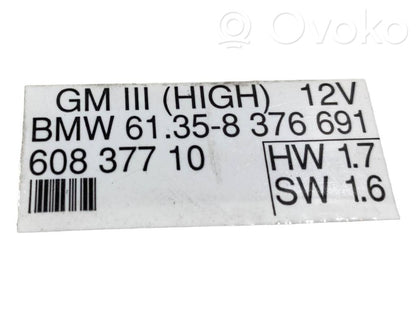 Ovoko
GM III (HIGH) 12V
BMW 61.35-8 376 691
608 377 10
HW 1.7
SW 1.6